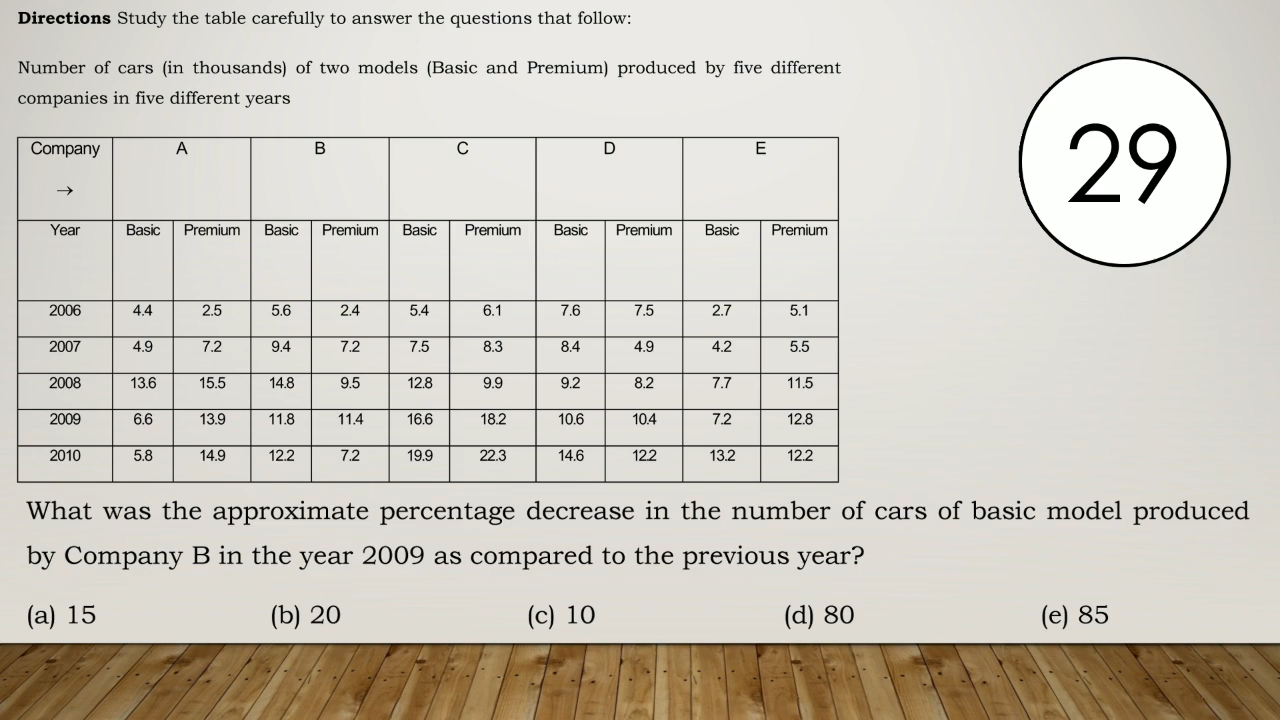 Directions Study the table carefully to answer the questions that follow:
Number of cars (in thousands) of two models (Basic and Premium) produced by five different
companies in five different years
29
Company → A B C D E
Year Basic Premium Basic Premium Basic Premium Basic Premium Basic Premium
2006 4.4 2.5 5.6 2.4 5.4 6.1 7.6 7.5 2.7 5.1
2007 4.9 7.2 9.4 7.2 7.5 8.3 8.4 4.9 4.2 5.5
2008 13.6 15.5 14.8 9.5 12.8 9.9 9.2 8.2 7.7 11.5
2009 6.6 13.9 11.8 11.4 16.6 18.2 10.6 10.4 7.2 12.8
2010 5.8 14.9 12.2 7.2 19.9 22.3 14.6 12.2 13.2 12.2
What was the approximate percentage decrease in the number of cars of basic model produced
by Company B in the year 2009 as compared to the previous year?
(a) 15 (b) 20 (c) 10 (d) 80 (e) 85